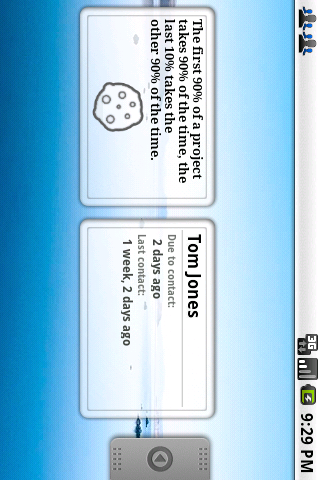 3G
9:29 PM
The first 90% of a project
takes 90% of the time, the
last 10% takes the
other 90% of the time.
Tom Jones
Due to contact:
2 days ago
Last contact:
1 week, 2 days ago